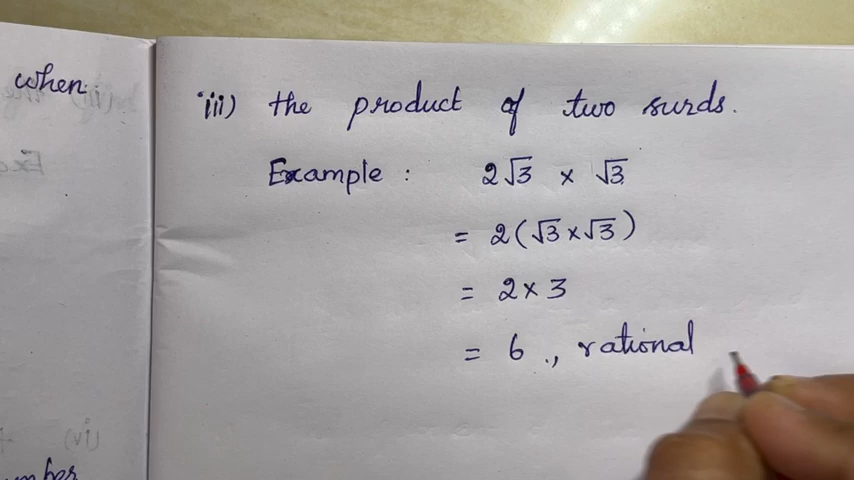 when
iii) the product of two surds.
Example : 2√3 × √3
= 2(√3×√3)
= 2×3
= 6 ., rational